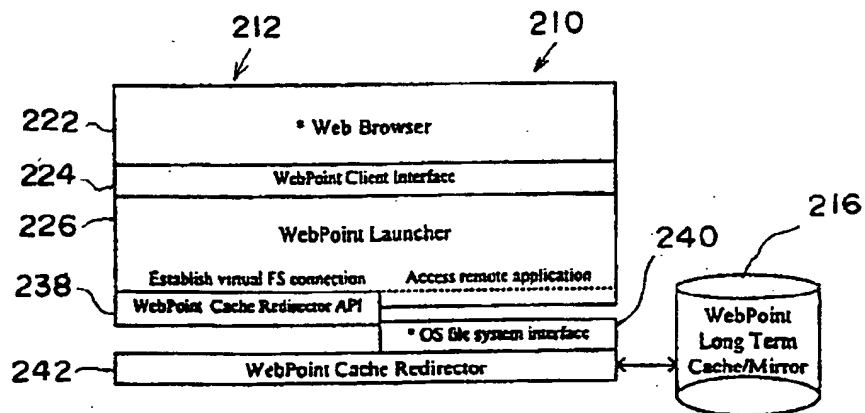 212
210
222
* Web Browser
224
WebPoint Client Interface
226
WebPoint Launcher
216
240
Establish virtual FS connection
Access remote application
238
WebPoint Cache Redirector API
* OS file system interface
WebPoint
Long Term
Cache/Mirror
242
WebPoint Cache Redirector